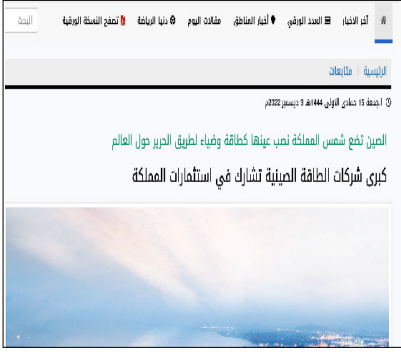 آخر الاخبار العدد الورقي أخبار المناطق مقالات اليوم دنيا الرياضة تصفح النسخة الورقية البحث
الرئيسية / متابعات
الجمعة 15 جمادى الأولى 1444هـ 9 ديسمبر 2022م
الصين تضع شمس المملكة نصب عينها كطاقة وضياء لطريق الحرير حول العالم
كبرى شركات الطاقة الصينية تشارك في استثمارات المملكة